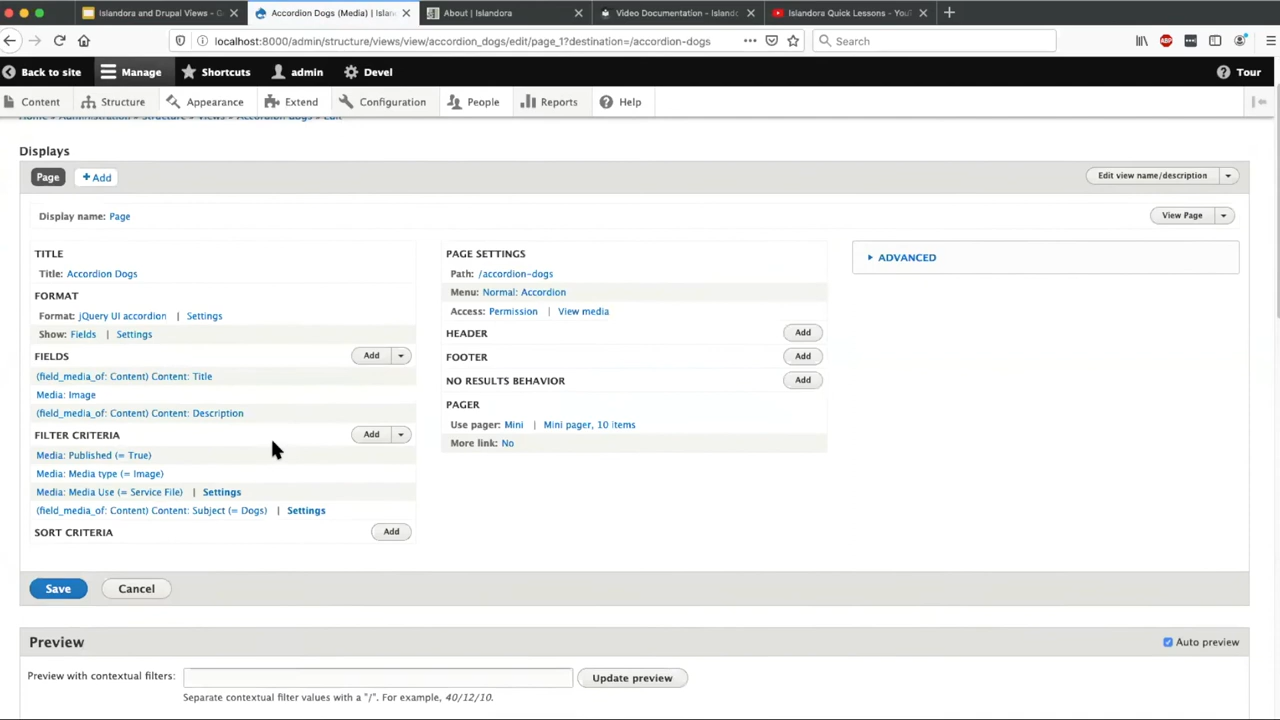 Islandora and Drupal Views - G
Accordion Dogs (Media) | Islan
About | Islandora
Video Documentation - Islando
Islandora Quick Lessons - YouT
localhost:8000/admin/structure/views/view/accordion_dogs/edit/page_1?destination=/accordion-dogs
Search
ABP
Back to site
Manage
Shortcuts
admin
Devel
Tour
Content
Structure
Appearance
Extend
Configuration
People
Reports
Help
Home » Administration » Structure » Views » Accordion dogs » Edit
Displays
Page
+ Add
Edit view name/description
Display name: Page
View Page
TITLE
Title: Accordion Dogs
FORMAT
Format: jQuery UI accordion | Settings
Show: Fields | Settings
FIELDS
Add
(field_media_of: Content) Content: Title
Media: Image
(field_media_of: Content) Content: Description
FILTER CRITERIA
Add
Media: Published (= True)
Media: Media type (= Image)
Media: Media Use (= Service File) | Settings
(field_media_of: Content) Content: Subject (= Dogs) | Settings
SORT CRITERIA
Add
PAGE SETTINGS
Path: /accordion-dogs
Menu: Normal: Accordion
Access: Permission | View media
HEADER
Add
FOOTER
Add
NO RESULTS BEHAVIOR
Add
PAGER
Use pager: Mini | Mini pager, 10 items
More link: No
ADVANCED
Save
Cancel
Preview
Auto preview
Preview with contextual filters:
Update preview
Separate contextual filter values with a "/". For example, 40/12/10.